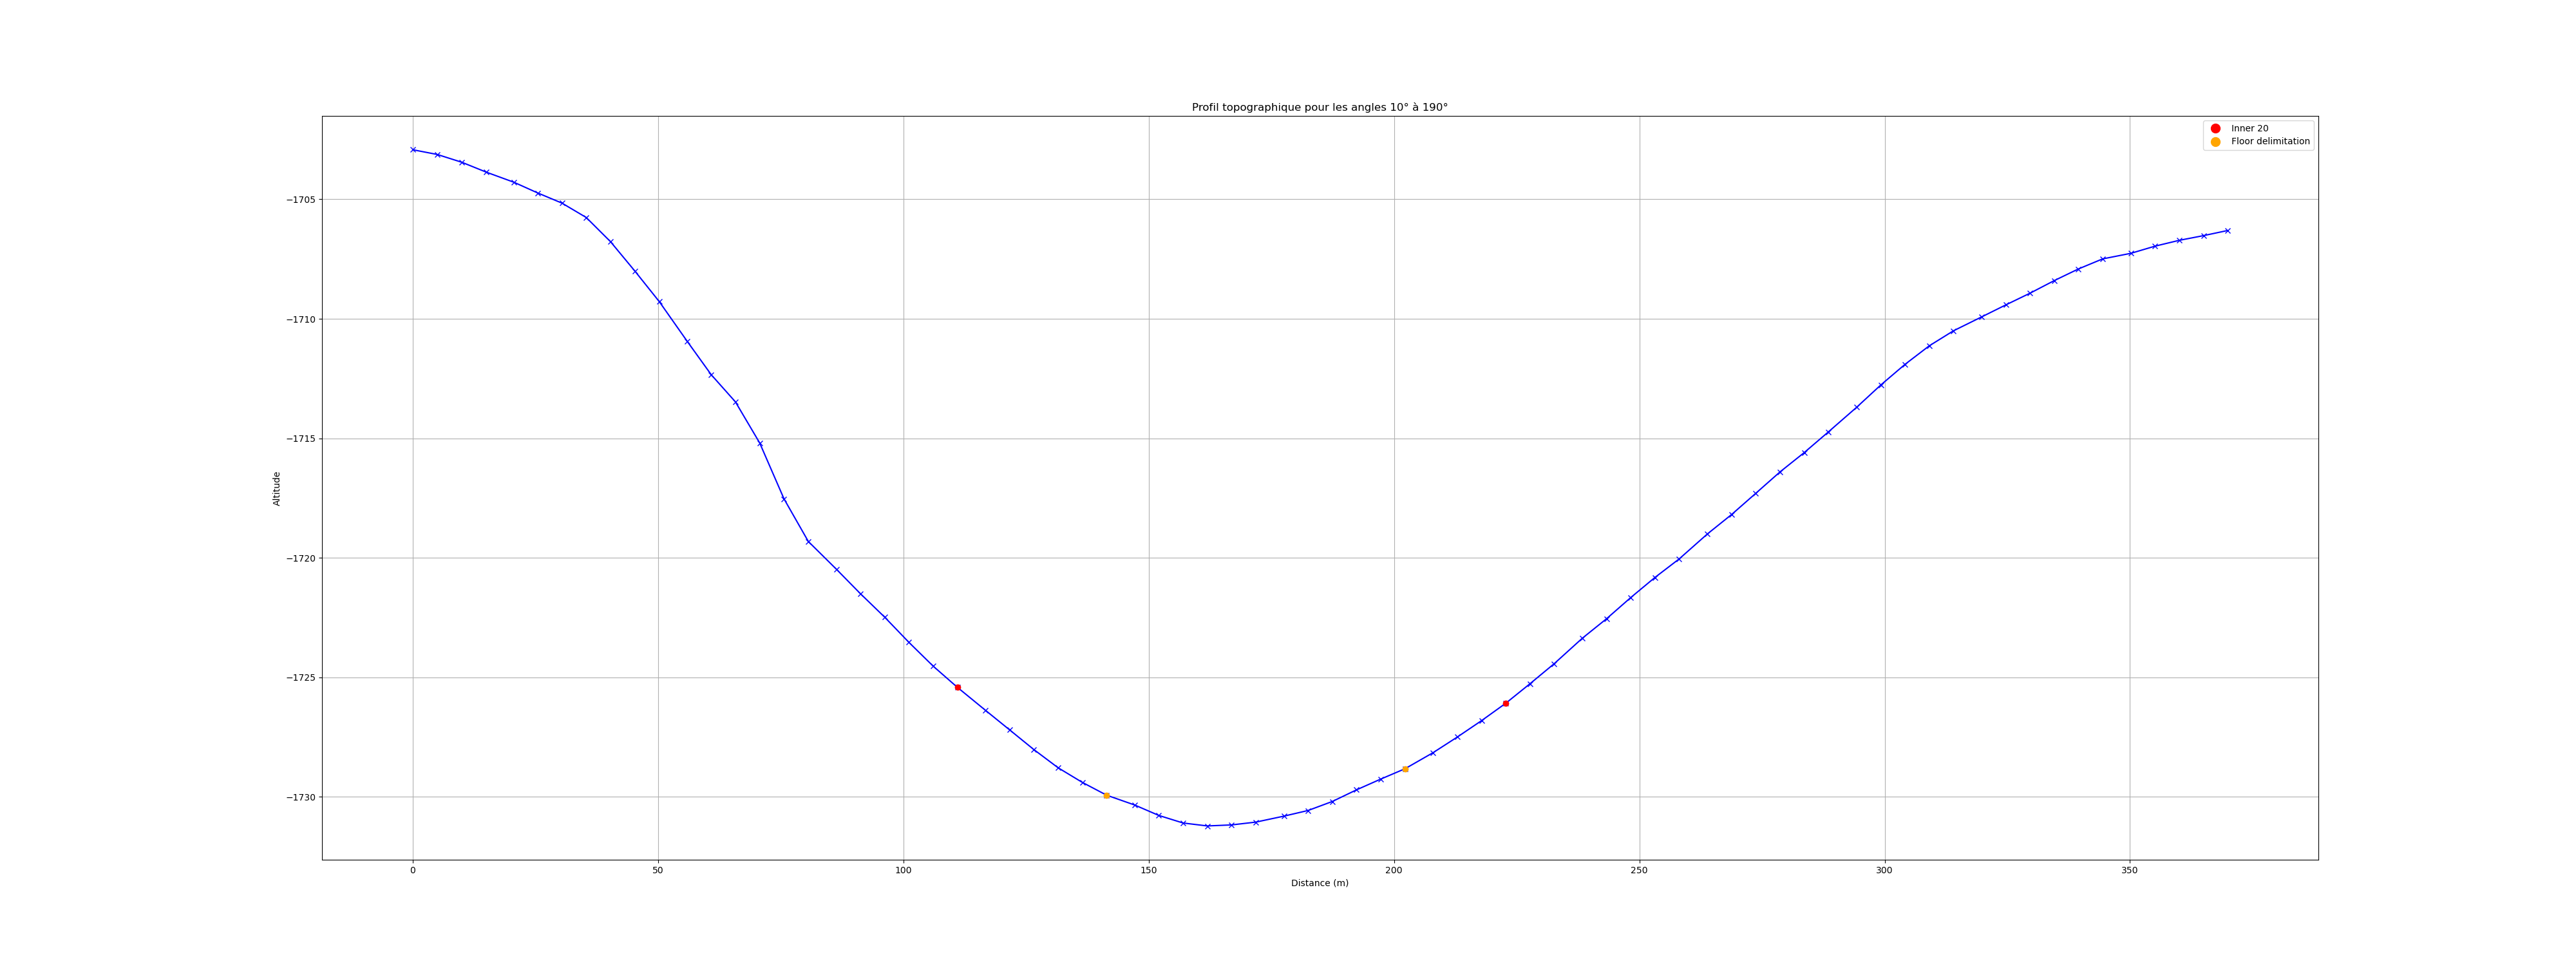 Profil topographique pour les angles 10° à 190°
Inner 20
Floor delimitation
−1705
−1710
−1715
−1720
−1725
−1730
Altitude
0 50 100 150 200 250 300 350
Distance (m)